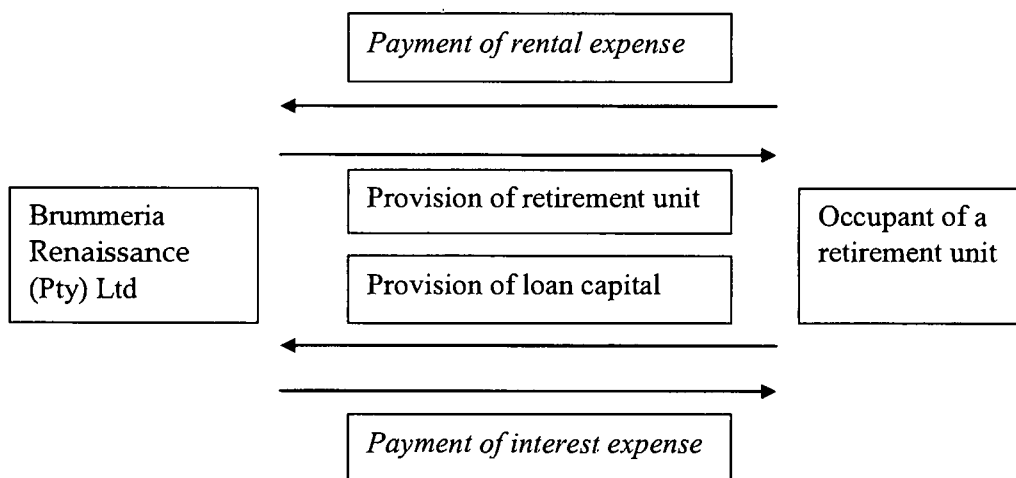 Payment of rental expense
Brummeria
Renaissance
(Pty) Ltd
Provision of retirement unit
Provision of loan capital
Occupant of a
retirement unit
Payment of interest expense